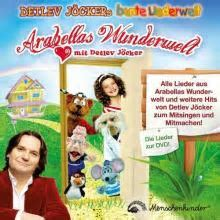 DETLEV JÖCKERs bunte Liederwelt
Arabellas Wunderwelt
mit Detlev Jöcker
Alle Lieder aus
Arabellas Wunder-
welt und weitere Hits
von Detlev Jöcker
zum Mitsingen und
Mitmachen!
Die Lieder
zur DVD!
Menschenkinder